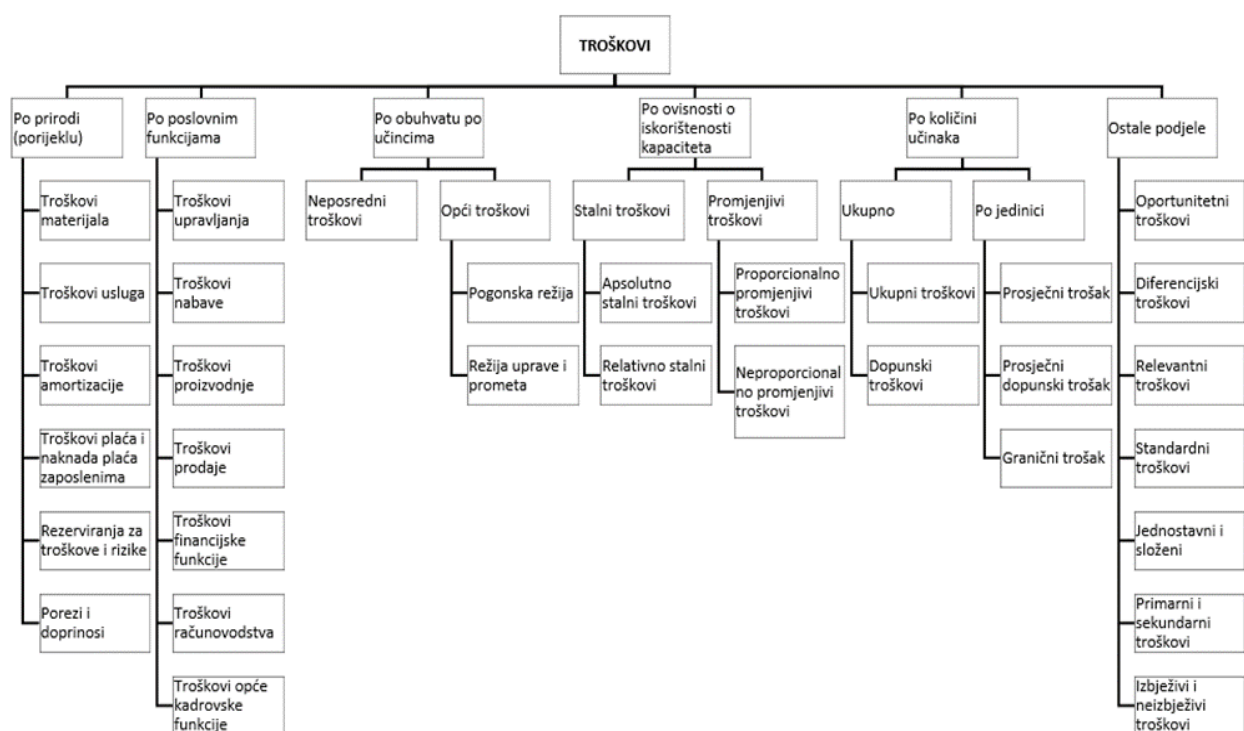 TROŠKOVI
Po prirodi
(porijeklu)
Troškovi
materijala
Troškovi usluga
Troškovi
amortizacije
Troškovi plaća i
naknada plaća
zaposlenima
Rezerviranja za
troškove i rizike
Porezi i
doprinosi
Po poslovnim
funkcijama
Troškovi
upravljanja
Troškovi
nabave
Troškovi
proizvodnje
Troškovi
prodaje
Troškovi
financijske
funkcije
Troškovi
računovodstva
Troškovi opće
kadrovske
funkcije
Po obuhvatu po
učincima
Neposredni
troškovi
Opći troškovi
Pogonska režija
Režija uprave i
prometa
Po ovisnosti o
iskorištenosti
kapaciteta
Stalni troškovi
Apsolutno
stalni troškovi
Relativno stalni
troškovi
Promjenjivi
troškovi
Proporcionalno
promjenjivi
troškovi
Neproporcional
no promjenjivi
troškovi
Po količini
učinaka
Ukupno
Ukupni troškovi
Dopunski
troškovi
Po jedinici
Prosječni trošak
Prosječni
dopunski trošak
Granični trošak
Ostale podjele
Oportunitetni
troškovi
Diferencijski
troškovi
Relevantni
troškovi
Standardni
troškovi
Jednostavni i
složeni
Primarni i
sekundarni
troškovi
Izbježivi i
neizbježivi
troškovi